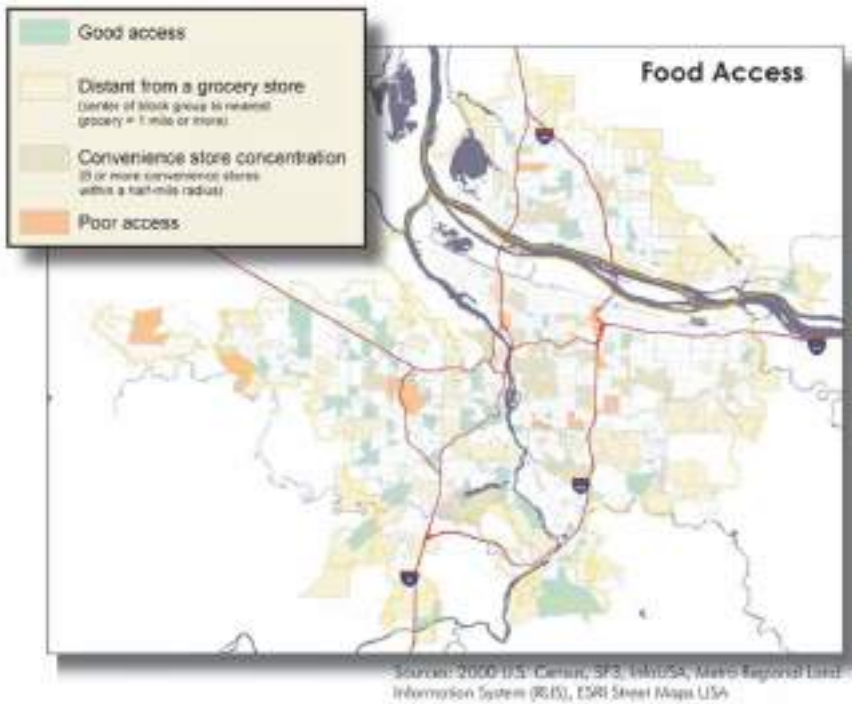 Good access
Distant from a grocery store
(center of block group to nearest
grocery = 1 mile or more)
Convenience store concentration
(8 or more convenience stores
within a half-mile radius)
Poor access
Food Access
Sources: 2000 U.S. Census, SF3, InfoUSA, Metro Regional Land
Information System (RLIS), ESRI Street Maps USA